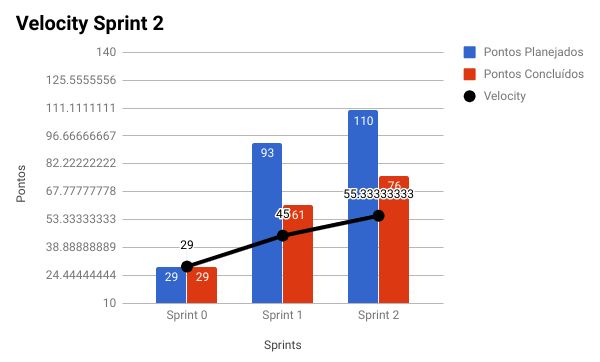 Velocity Sprint 2
Pontos Planejados
Pontos Concluídos
Velocity
140
125.5555556
111.1111111
96.66666667
82.22222222
67.77777778
53.33333333
38.88888889
24.44444444
10
Pontos
110
93
76
55.33333333
45
61
29
29
29
Sprint 0
Sprint 1
Sprint 2
Sprints